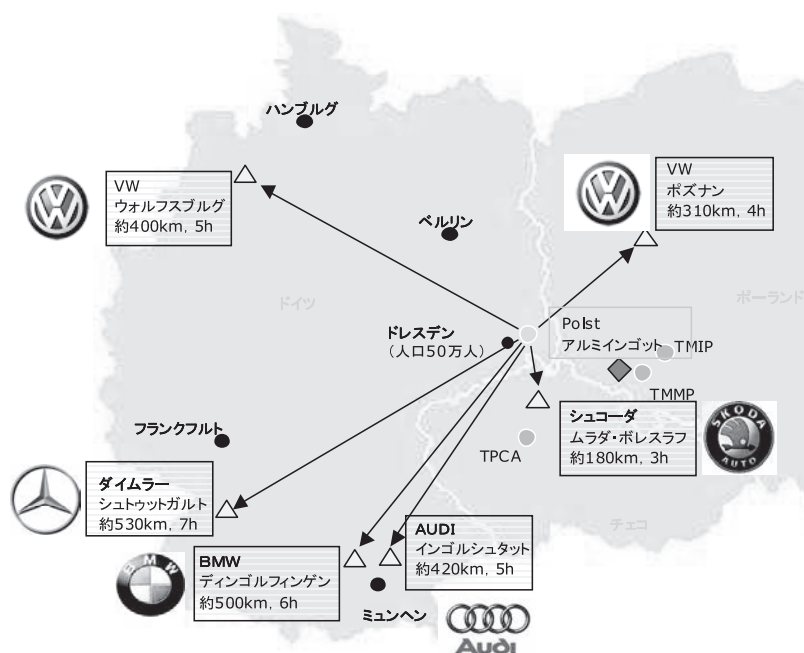 ハンブルグ
VW
ウォルフスブルグ
約400km, 5h
VW
ポズナン
約310km, 4h
ベルリン
ドイツ
ポーランド
ドレスデン
(人口50万人)
Polst
アルミインゴット
TMIP
TMMP
シュコーダ
ムラダ・ボレスラフ
約180km, 3h
SKODA
AUTO
TPCA
フランクフルト
ダイムラー
シュトゥットガルト
約530km, 7h
チェコ
AUDI
インゴルシュタット
約420km, 5h
BMW
BMW
ディンゴルフィンゲン
約500km, 6h
ミュンヘン
Audi